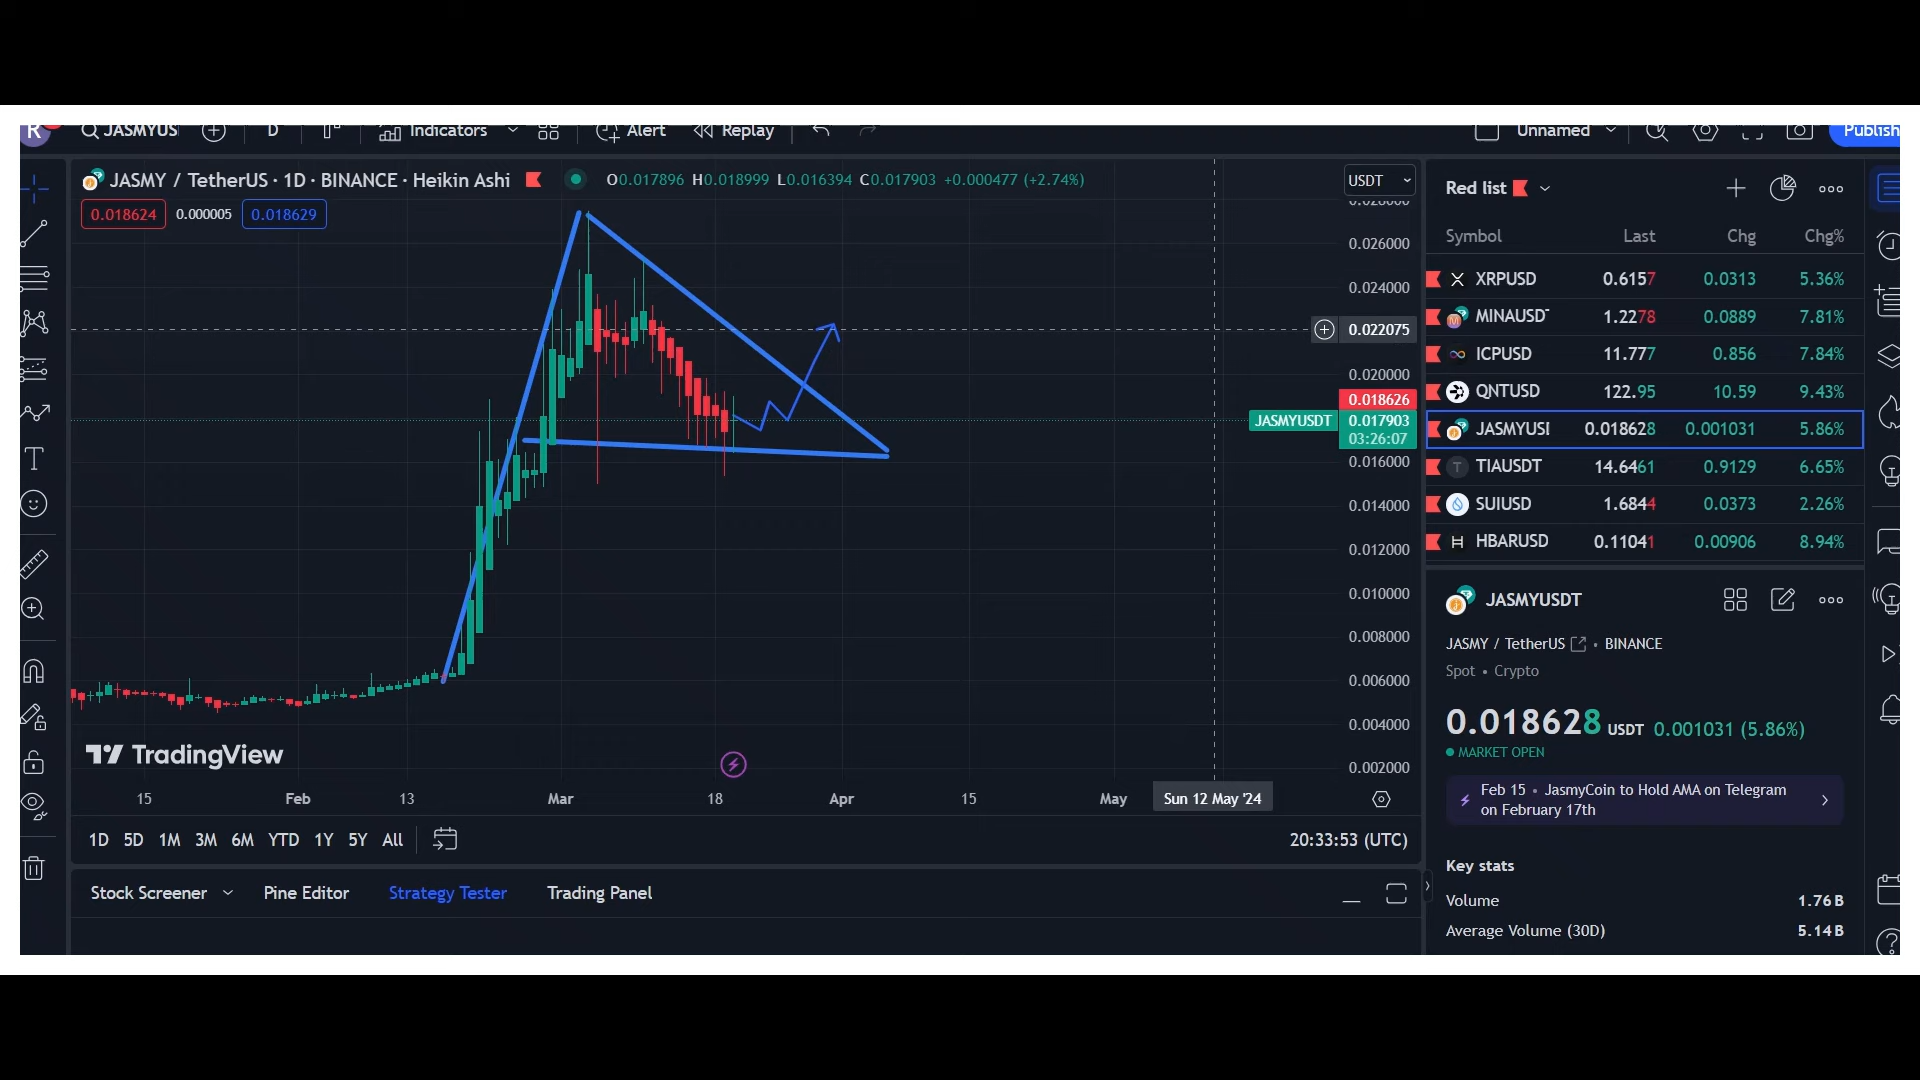 R JASMYUS D Indicators Alert Replay Unnamed Publish
JASMY / TetherUS · 1D · BINANCE · Heikin Ashi O0.017896 H0.018999 L0.016394 C0.017903 +0.000477 (+2.74%)
0.018624 0.000005 0.018629
USDT
0.028000
0.026000
0.024000
0.022075
0.020000
0.018626
JASMYUSDT 0.017903
03:26:07
0.016000
0.014000
0.012000
0.010000
0.008000
0.006000
0.004000
0.002000
TradingView
15 Feb 13 Mar 18 Apr 15 May Sun 12 May '24
1D 5D 1M 3M 6M YTD 1Y 5Y All 20:33:53 (UTC)
Stock Screener Pine Editor Strategy Tester Trading Panel
Red list
Symbol Last Chg Chg%
XRPUSD 0.6157 0.0313 5.36%
MINAUSDT 1.2278 0.0889 7.81%
ICPUSD 11.777 0.856 7.84%
QNTUSD 122.95 10.59 9.43%
JASMYUSI 0.018628 0.001031 5.86%
TIAUSDT 14.6461 0.9129 6.65%
SUIUSD 1.6844 0.0373 2.26%
HBARUSD 0.11041 0.00906 8.94%
JASMYUSDT
JASMY / TetherUS • BINANCE
Spot • Crypto
0.018628 USDT 0.001031 (5.86%)
MARKET OPEN
Feb 15 • JasmyCoin to Hold AMA on Telegram
on February 17th
Key stats
Volume 1.76B
Average Volume (30D) 5.14B